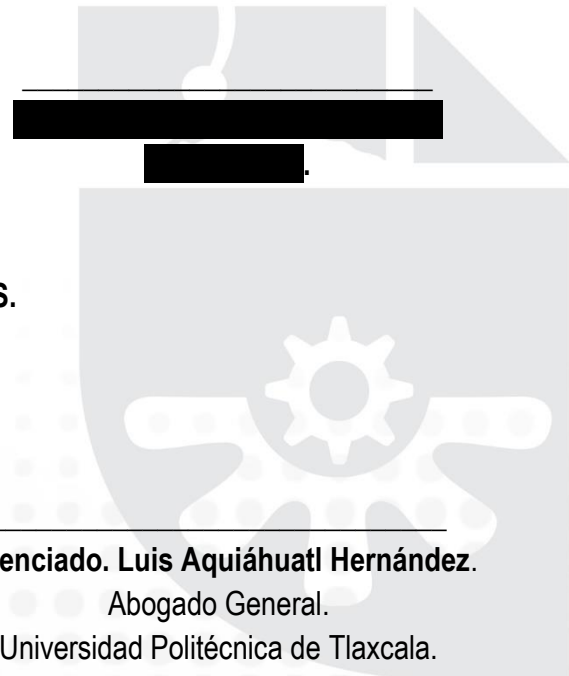 .
S.
enciado. Luis Aquiáhuatl Hernández.
Abogado General.
Universidad Politécnica de Tlaxcala.